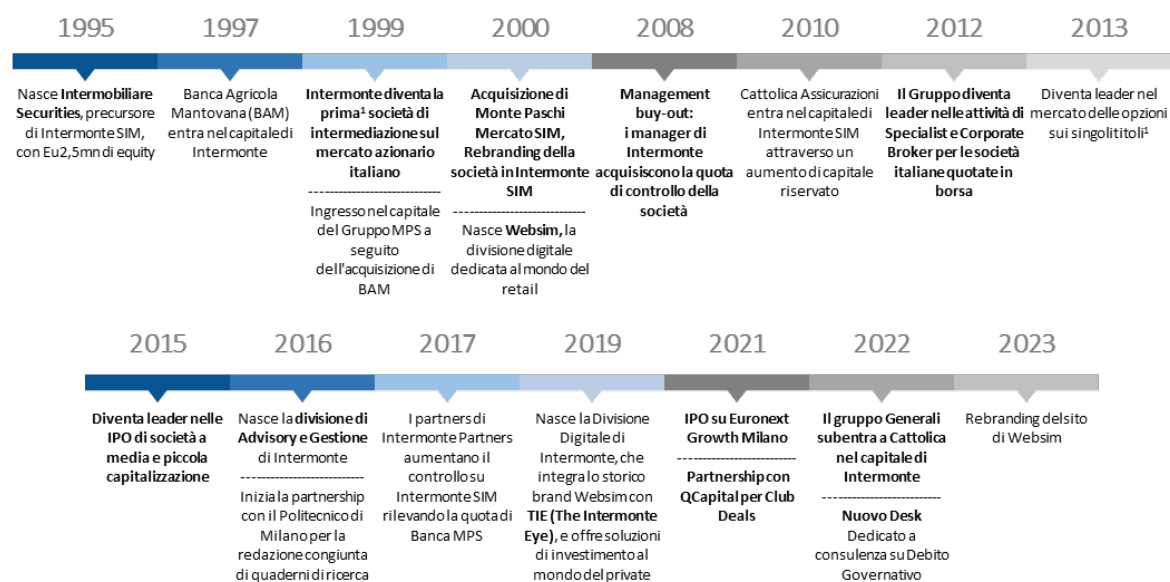 1995
Nasce Intermobiliare
Securities, precursore
di Intermonte SIM,
con Eu2,5mn di equity
1997
Banca Agricola
Mantovana (BAM)
entra nel capitale di
Intermonte
1999
Intermonte diventa la
prima¹ società di
intermediazione sul
mercato azionario
italiano
Ingresso nel capitale
del Gruppo MPS a
seguito
dell'acquisizione di
BAM
2000
Acquisizione di
Monte Paschi
Mercato SIM,
Rebranding della
società in Intermonte
SIM
Nasce Websim, la
divisione digitale
dedicata al mondo del
retail
2008
Management
buy-out:
i manager di
Intermonte
acquisiscono la quota
di controllo della
società
2010
Cattolica Assicurazioni
entra nel capitale di
Intermonte SIM
attraverso un
aumento di capitale
riservato
2012
Il Gruppo diventa
leader nelle attività di
Specialist e Corporate
Broker per le società
italiane quotate in
borsa
2013
Diventa leader nel
mercato delle opzioni
sui singoli titoli¹
2015
Diventa leader nelle
IPO di società a
media e piccola
capitalizzazione
2016
Nasce la divisione di
Advisory e Gestione
di Intermonte
Inizia la partnership
con il Politecnico di
Milano per la
redazione congiunta
di quaderni di ricerca
2017
I partners di
Intermonte Partners
aumentano il
controllo su
Intermonte SIM
rilevando la quota di
Banca MPS
2019
Nasce la Divisione
Digitale di
Intermonte, che
integra lo storico
brand Websim con
TIE (The Intermonte
Eye), e offre soluzioni
di investimento al
mondo del private
2021
IPO su Euronext
Growth Milano
Partnership con
QCapital per Club
Deals
2022
Il gruppo Generali
subentra a Cattolica
nel capitale di
Intermonte
Nuovo Desk
Dedicato a
consulenza su Debito
Governativo
2023
Rebranding del sito
di Websim